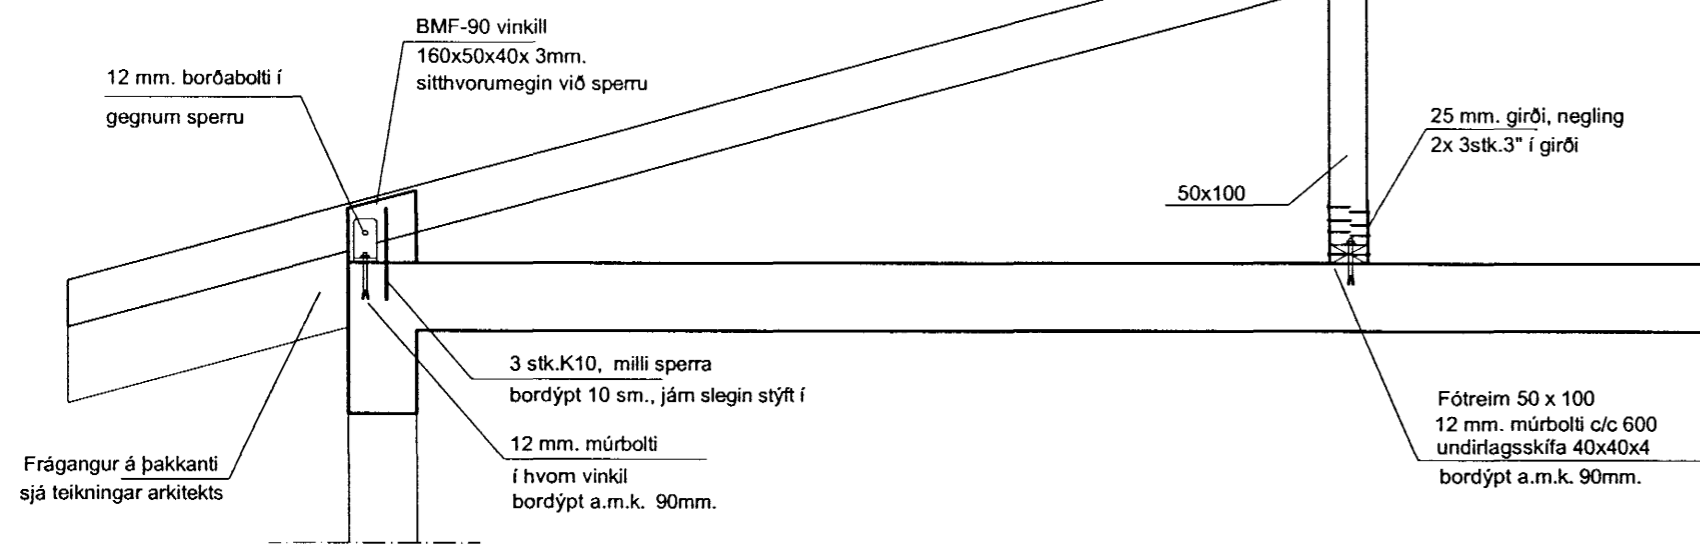 BMF-90 vinkill
160x50x40x 3mm.
sitthvorumegin við sperru
12 mm. borðabolti í
gegnum sperru
25 mm. girði, negling
2x 3stk.3" í girði
50x100
3 stk.K10, milli sperra
bordýpt 10 sm., járn slegin stýft í
12 mm. múrbolti
í hvorn vinkil
bordýpt a.m.k. 90mm.
Frágangur á þakkanti
sjá teikningar arkitekts
Fótreim 50 x 100
12 mm. múrbolti c/c 600
undirlagsskífa 40x40x4
bordýpt a.m.k. 90mm.